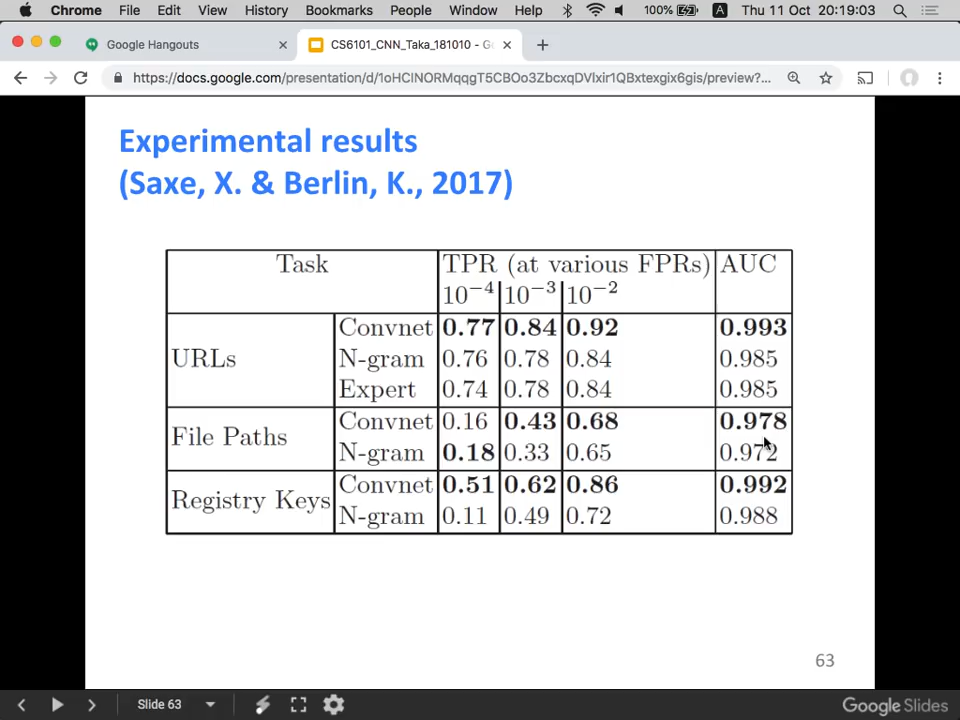 Chrome File Edit View History Bookmarks People Window Help 100% A Thu 11 Oct 20:19:03
Google Hangouts
CS6101_CNN_Taka_181010 - Go
https://docs.google.com/presentation/d/1oHClNORMqqgT5CBOo3ZbcxqDVlxir1QBxtexgix6gis/preview?...
Experimental results
(Saxe, X. & Berlin, K., 2017)
Task TPR (at various FPRs) AUC
10⁻⁴ 10⁻³ 10⁻²
URLs
Convnet 0.77 0.84 0.92 0.993
N-gram 0.76 0.78 0.84 0.985
Expert 0.74 0.78 0.84 0.985
File Paths
Convnet 0.16 0.43 0.68 0.978
N-gram 0.18 0.33 0.65 0.972
Registry Keys
Convnet 0.51 0.62 0.86 0.992
N-gram 0.11 0.49 0.72 0.988
63
Slide 63
Google Slides